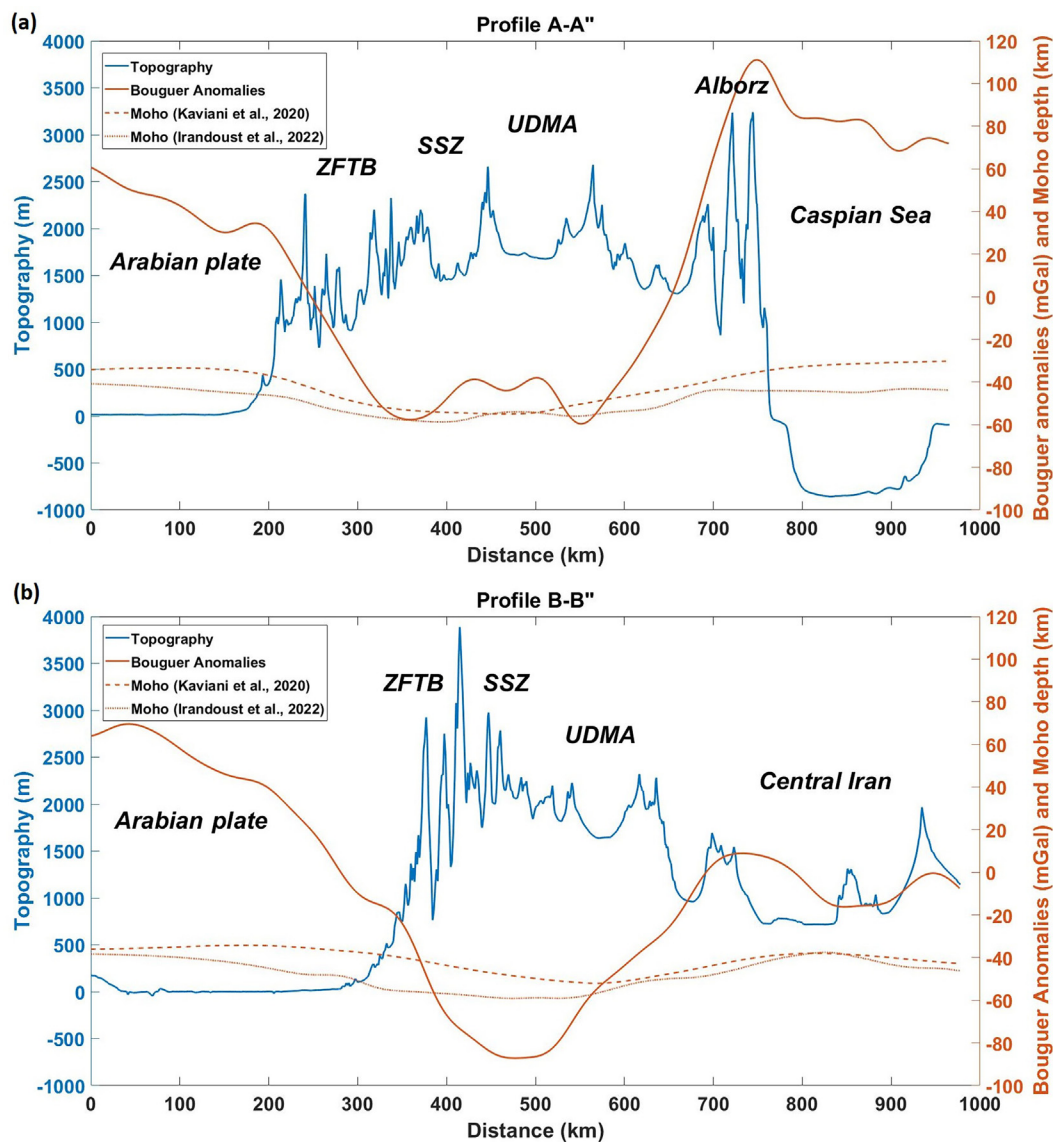 (a)
Profile A-A"
Topography
Bouguer Anomalies
Moho (Kaviani et al., 2020)
Moho (Irandoust et al., 2022)
Arabian plate
ZFTB
SSZ
UDMA
Alborz
Caspian Sea
Topography (m)
4000
3500
3000
2500
2000
1500
1000
500
0
-500
-1000
Bouguer anomalies (mGal) and Moho depth (km)
120
100
80
60
40
20
0
-20
-40
-60
-80
-100
0 100 200 300 400 500 600 700 800 900 1000
Distance (km)
(b)
Profile B-B"
Topography
Bouguer Anomalies
Moho (Kaviani et al., 2020)
Moho (Irandoust et al., 2022)
Arabian plate
ZFTB
SSZ
UDMA
Central Iran
Topography (m)
4000
3500
3000
2500
2000
1500
1000
500
0
-500
-1000
Bouguer Anomalies (mGal) and Moho depth (km)
120
100
80
60
40
20
0
-20
-40
-60
-80
-100
0 100 200 300 400 500 600 700 800 900 1000
Distance (km)